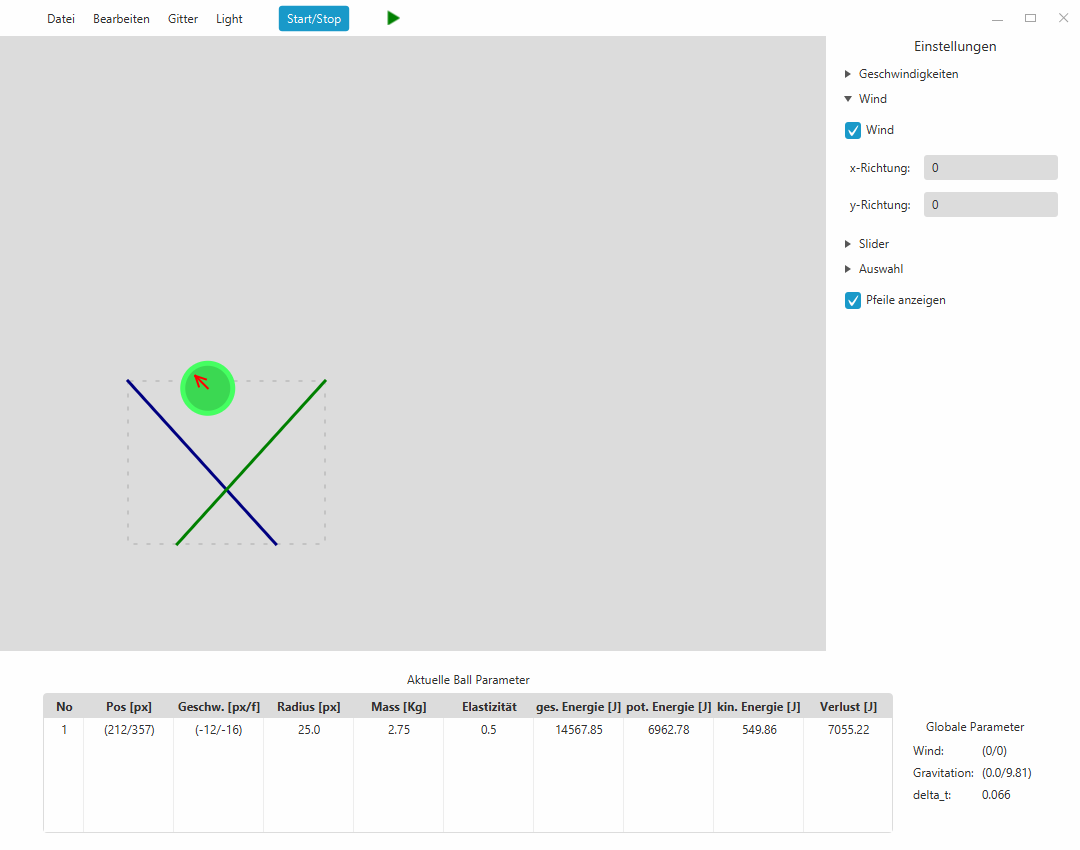 Datei Bearbeiten Gitter Light Start/Stop
Einstellungen
Geschwindigkeiten
Wind
Wind
x-Richtung: 0
y-Richtung: 0
Slider
Auswahl
Pfeile anzeigen
Aktuelle Ball Parameter
No Pos [px] Geschw. [px/f] Radius [px] Mass [Kg] Elastizität ges. Energie [J] pot. Energie [J] kin. Energie [J] Verlust [J]
1 (212/357) (-12/-16) 25.0 2.75 0.5 14567.85 6962.78 549.86 7055.22
Globale Parameter
Wind: (0/0)
Gravitation: (0.0/9.81)
delta_t: 0.066